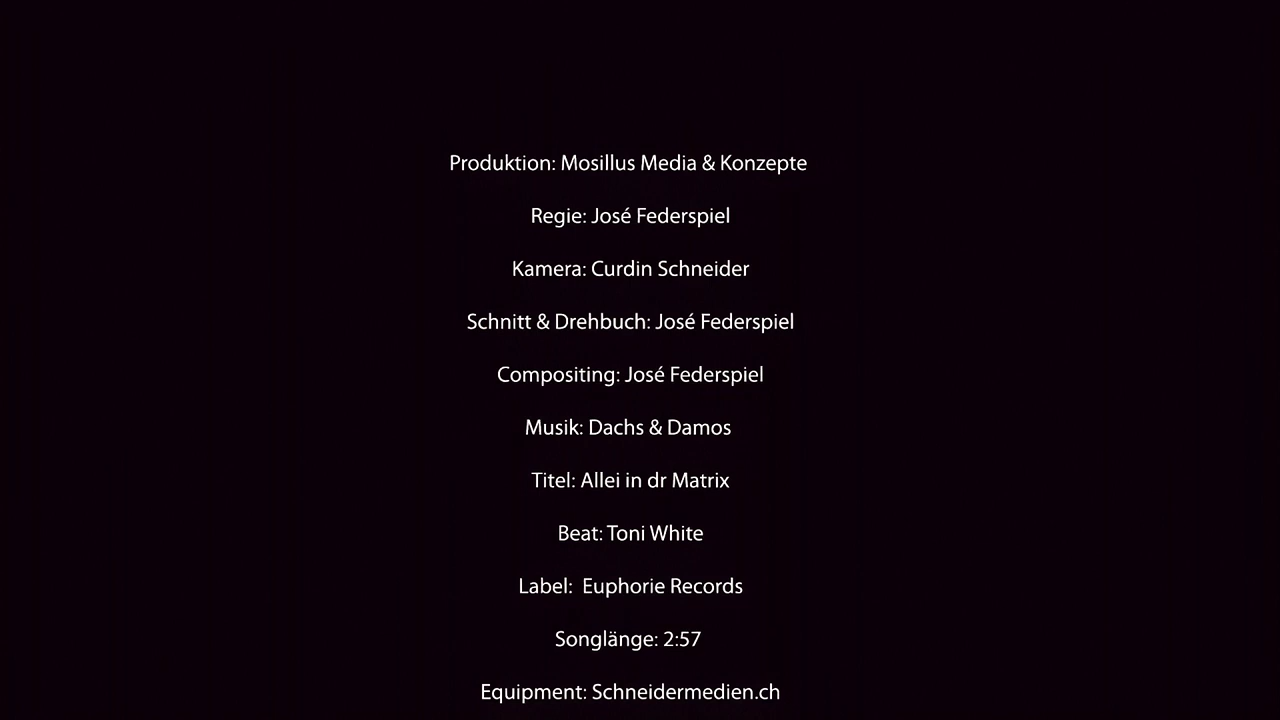 Produktion: Mosillus Media & Konzepte
Regie: José Federspiel
Kamera: Curdin Schneider
Schnitt & Drehbuch: José Federspiel
Compositing: José Federspiel
Musik: Dachs & Damos
Titel: Allei in dr Matrix
Beat: Toni White
Label: Euphorie Records
Songlänge: 2:57
Equipment: Schneidermedien.ch